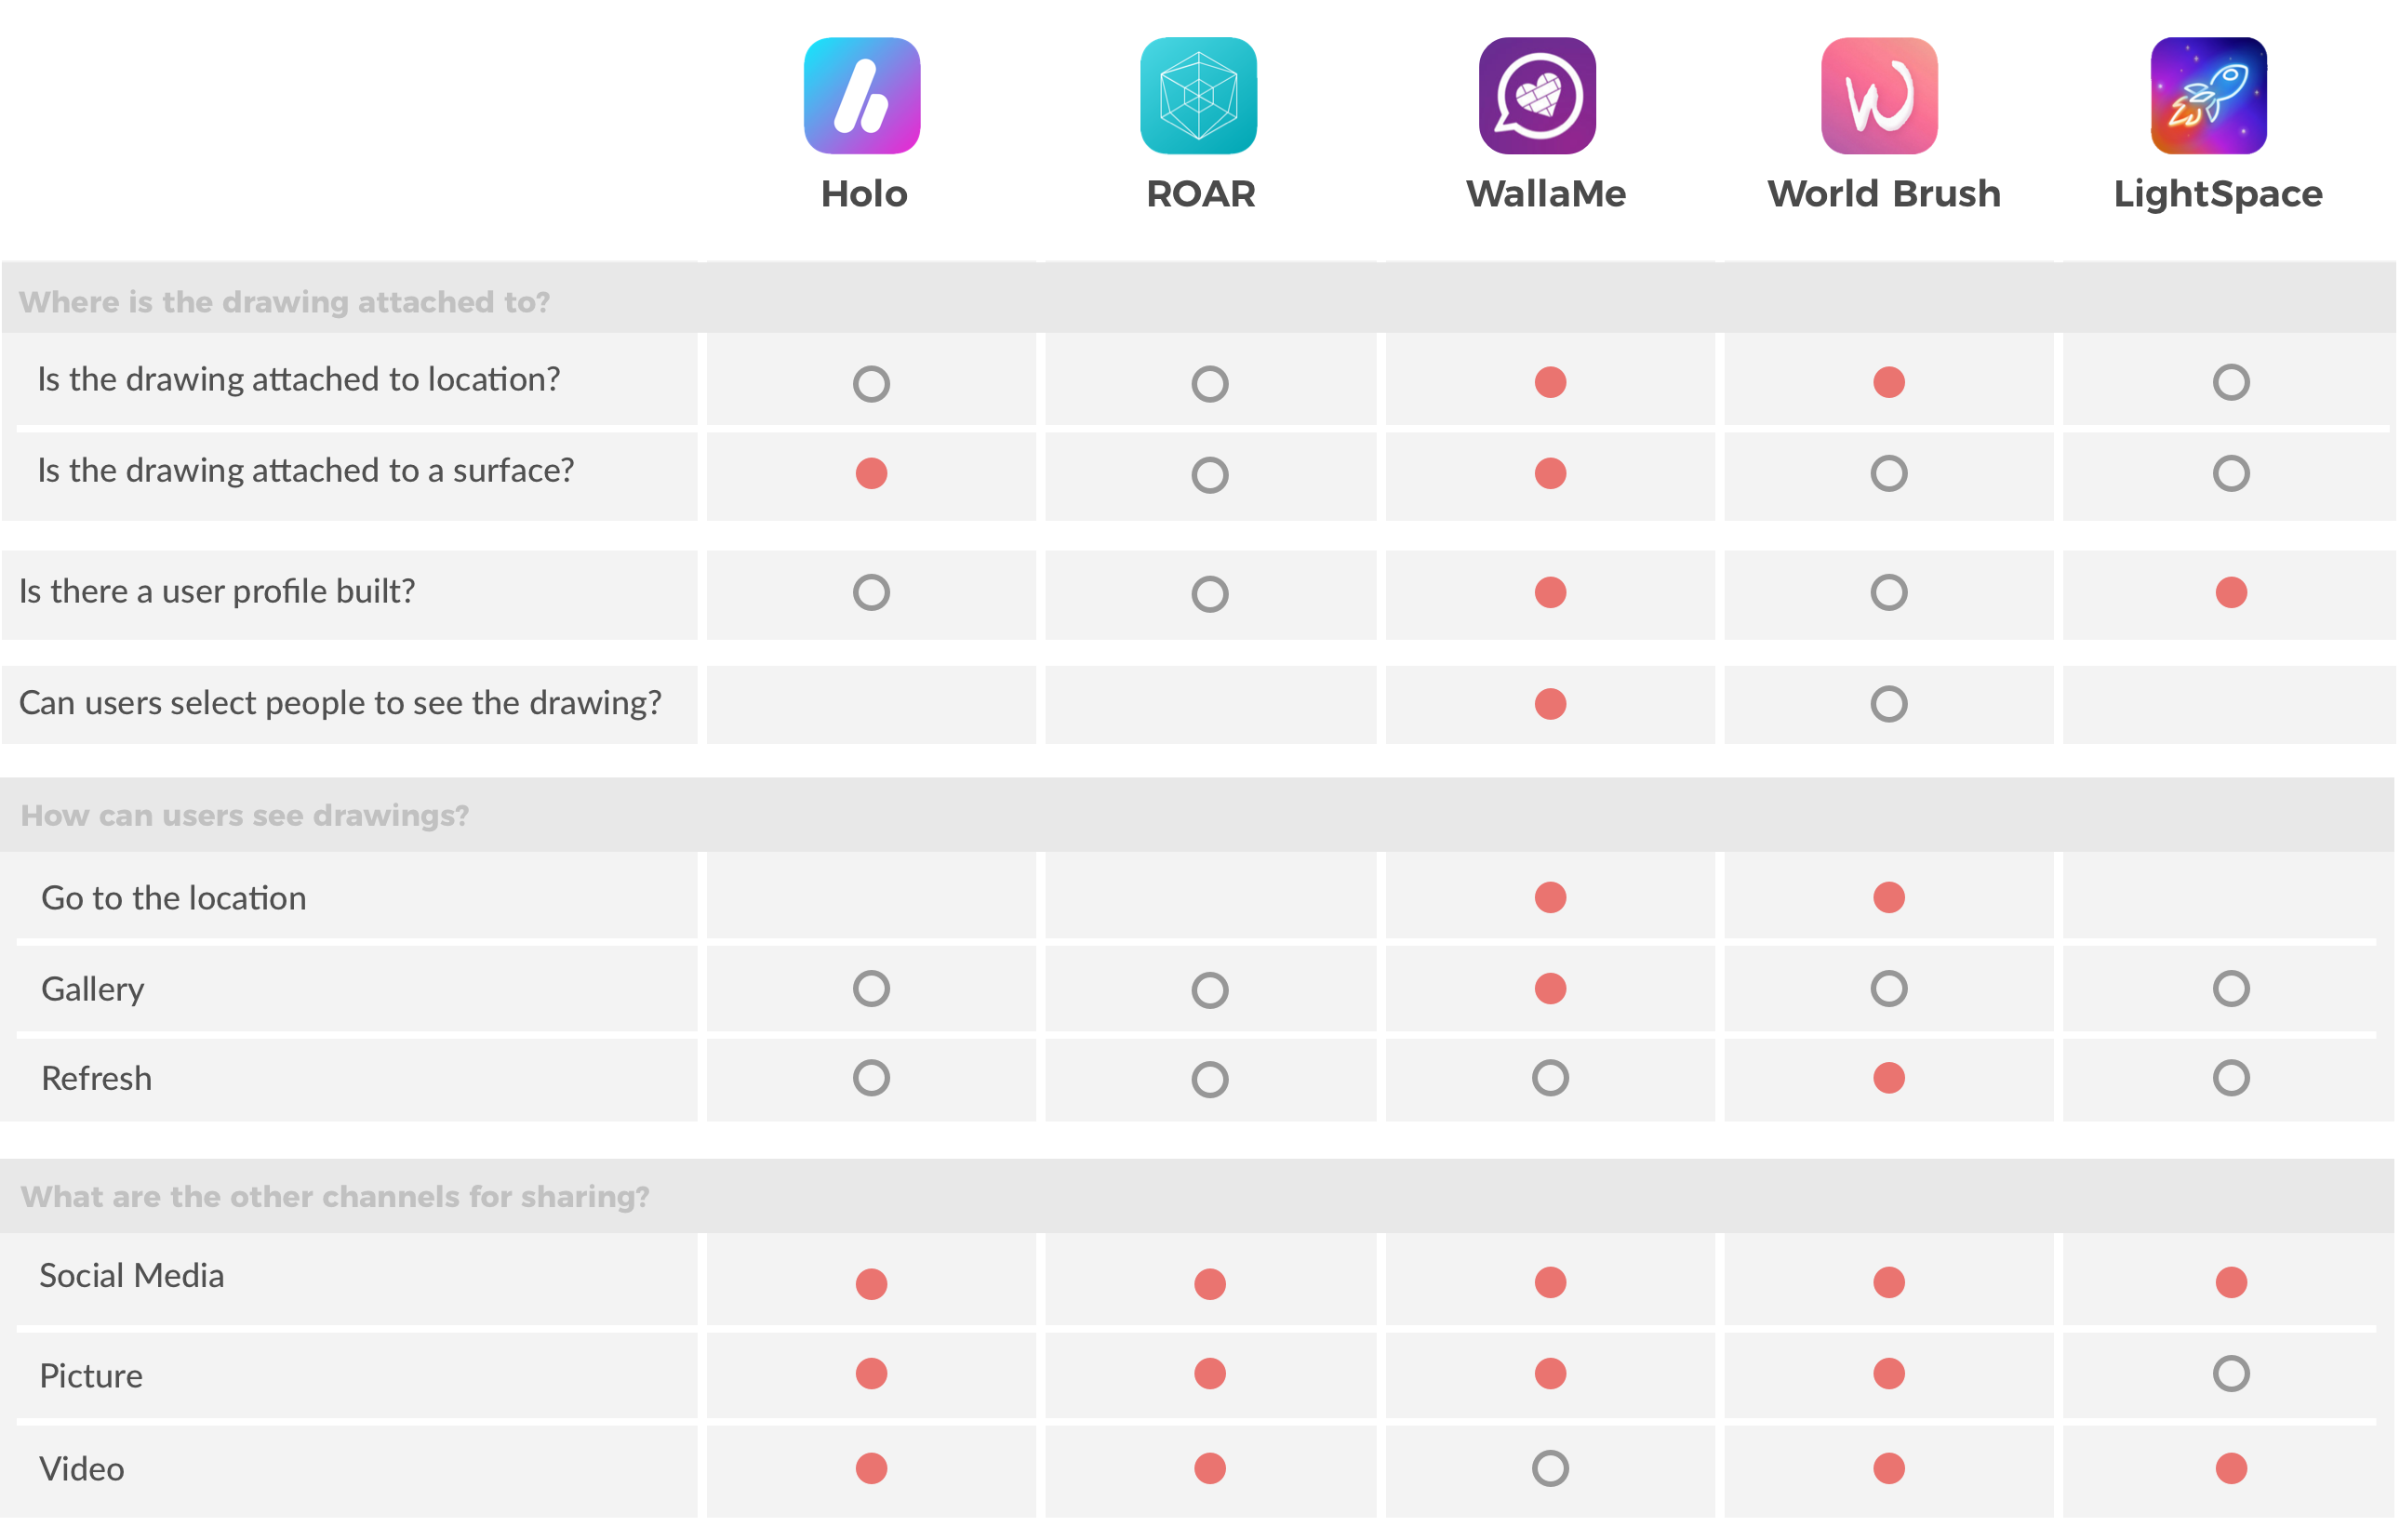 Holo ROAR WallaMe World Brush LightSpace
Where is the drawing attached to?
Is the drawing attached to location?
Is the drawing attached to a surface?
Is there a user profile built?
Can users select people to see the drawing?
How can users see drawings?
Go to the location
Gallery
Refresh
What are the other channels for sharing?
Social Media
Picture
Video